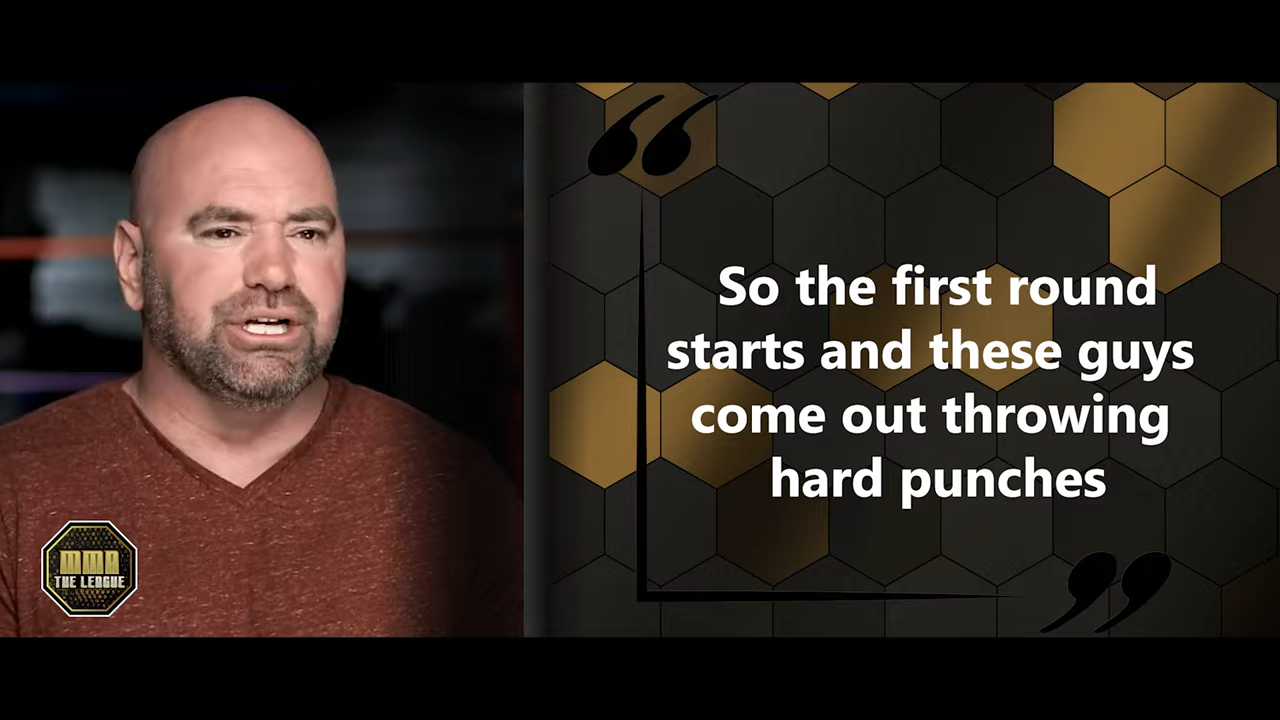 MMA
THE LEAGUE
So the first round
starts and these guys
come out throwing
hard punches